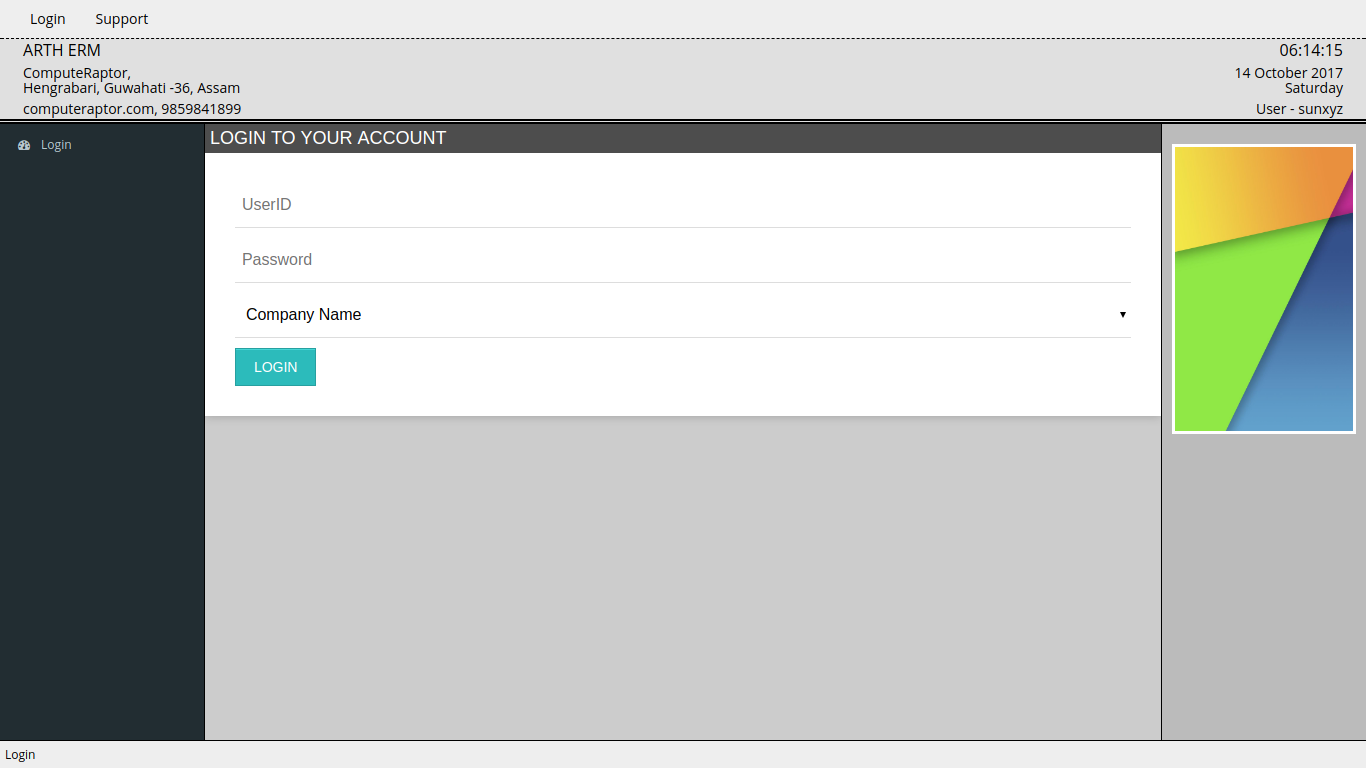 Login Support
ARTH ERM
06:14:15
ComputeRaptor,
Hengrabari, Guwahati -36, Assam
14 October 2017
Saturday
computeraptor.com, 9859841899
User - sunxyz
Login
LOGIN TO YOUR ACCOUNT
UserID
Password
Company Name
LOGIN
Login